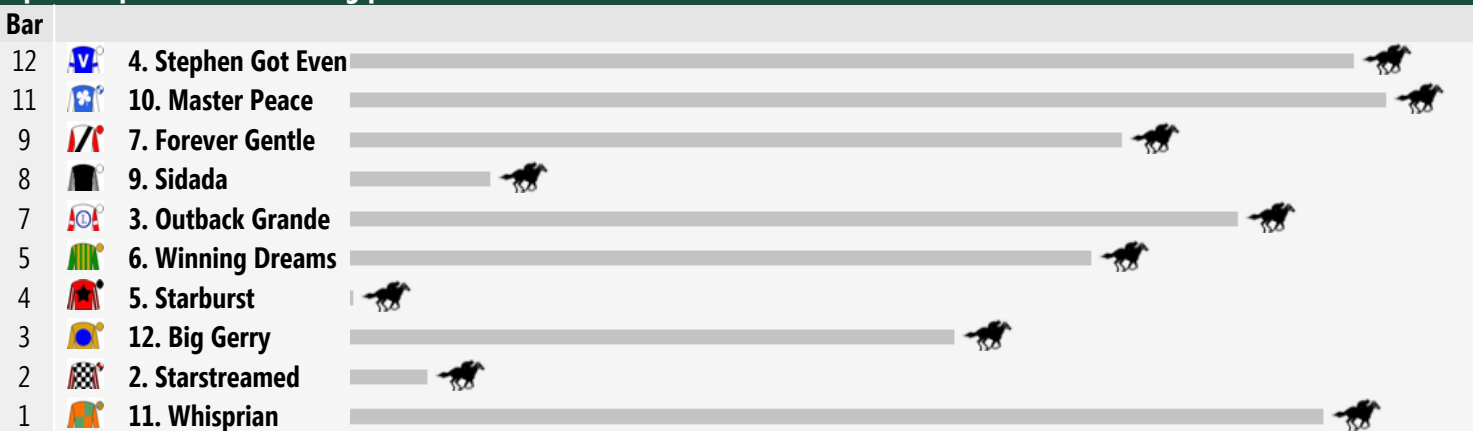 Bar
12 V 4. Stephen Got Even
11 10. Master Peace
9 7. Forever Gentle
8 9. Sidada
7 L 3. Outback Grande
5 6. Winning Dreams
4 5. Starburst
3 12. Big Gerry
2 2. Starstreamed
1 11. Whisprian